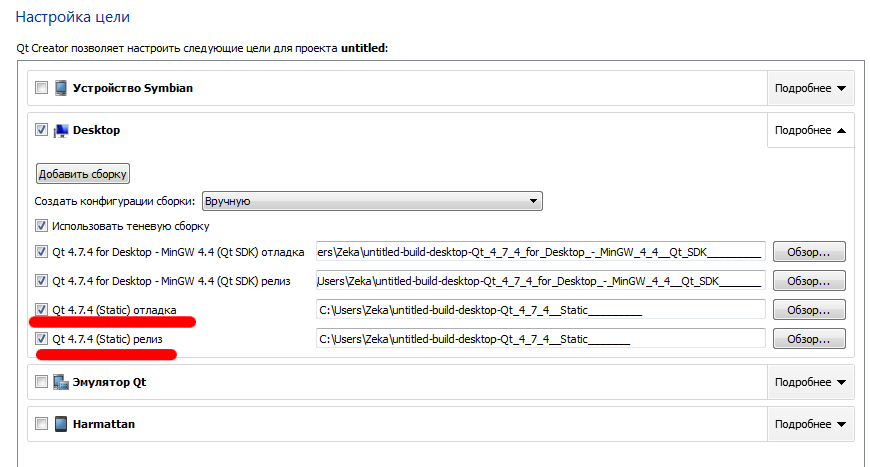 Настройка цели
Qt Creator позволяет настроить следующие цели для проекта untitled:
Устройство Symbian
Подробнее
Desktop
Подробнее
Добавить сборку
Создать конфигурации сборки: Вручную
Использовать теневую сборку
Qt 4.7.4 for Desktop - MinGW 4.4 (Qt SDK) отладка ers\Zeka\untitled-build-desktop-Qt_4_7_4_for_Desktop_-_MinGW_4_4__Qt_SDK__________ Обзор...
Qt 4.7.4 for Desktop - MinGW 4.4 (Qt SDK) релиз \Users\Zeka\untitled-build-desktop-Qt_4_7_4_for_Desktop_-_MinGW_4_4__Qt_SDK________ Обзор...
Qt 4.7.4 (Static) отладка C:\Users\Zeka\untitled-build-desktop-Qt_4_7_4__Static__________ Обзор...
Qt 4.7.4 (Static) релиз C:\Users\Zeka\untitled-build-desktop-Qt_4_7_4__Static________ Обзор...
Эмулятор Qt
Подробнее
Harmattan
Подробнее